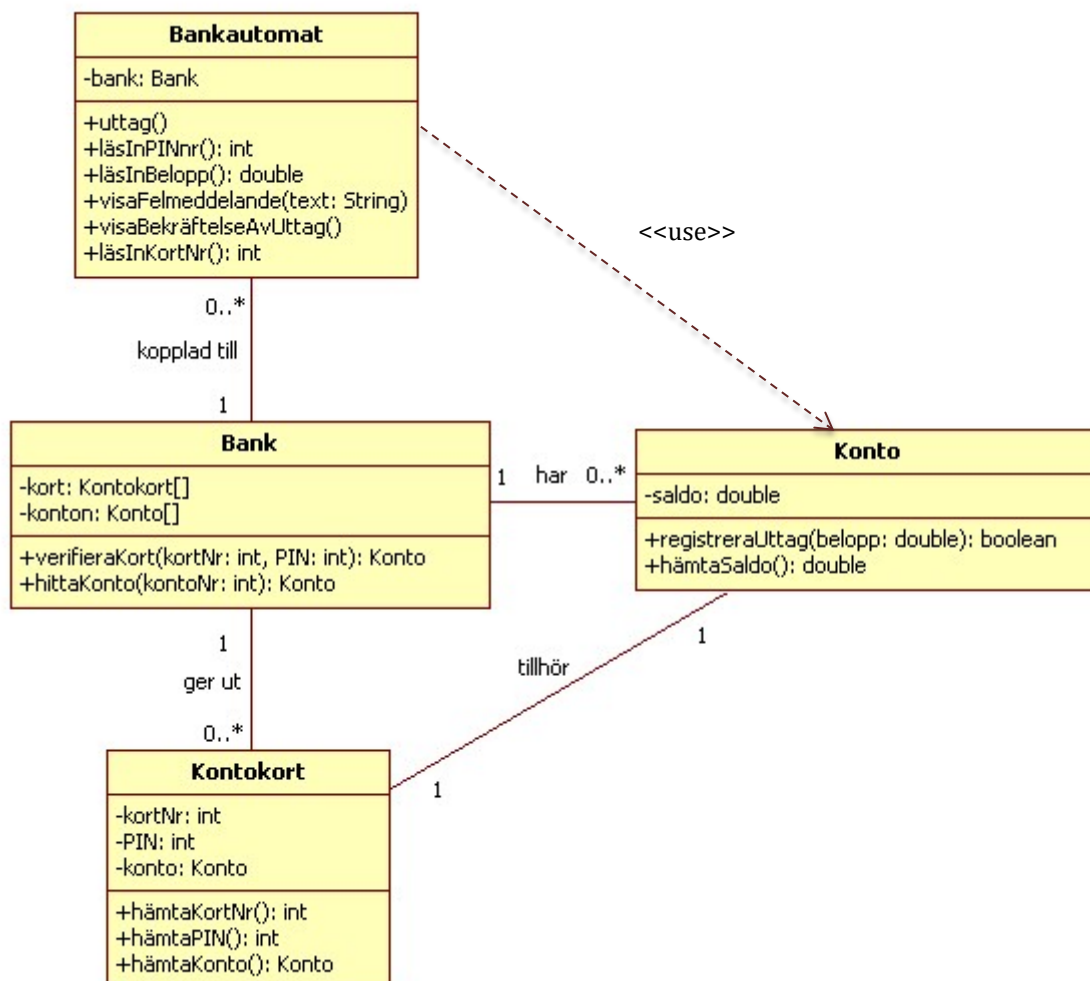 Bankautomat
-bank: Bank
+uttag()
+läsInPINnr(): int
+läsInBelopp(): double
+visaFelmeddelande(text: String)
+visaBekräftelseAvUttag()
+läsInKortNr(): int
<<use>>
0..*
kopplad till
1
Bank
-kort: Kontokort[]
-konton: Konto[]
+verifieraKort(kortNr: int, PIN: int): Konto
+hittaKonto(kontoNr: int): Konto
1 har 0..*
Konto
-saldo: double
+registreraUttag(belopp: double): boolean
+hämtaSaldo(): double
1
ger ut
0..*
1
tillhör
1
Kontokort
-kortNr: int
-PIN: int
-konto: Konto
+hämtaKortNr(): int
+hämtaPIN(): int
+hämtaKonto(): Konto